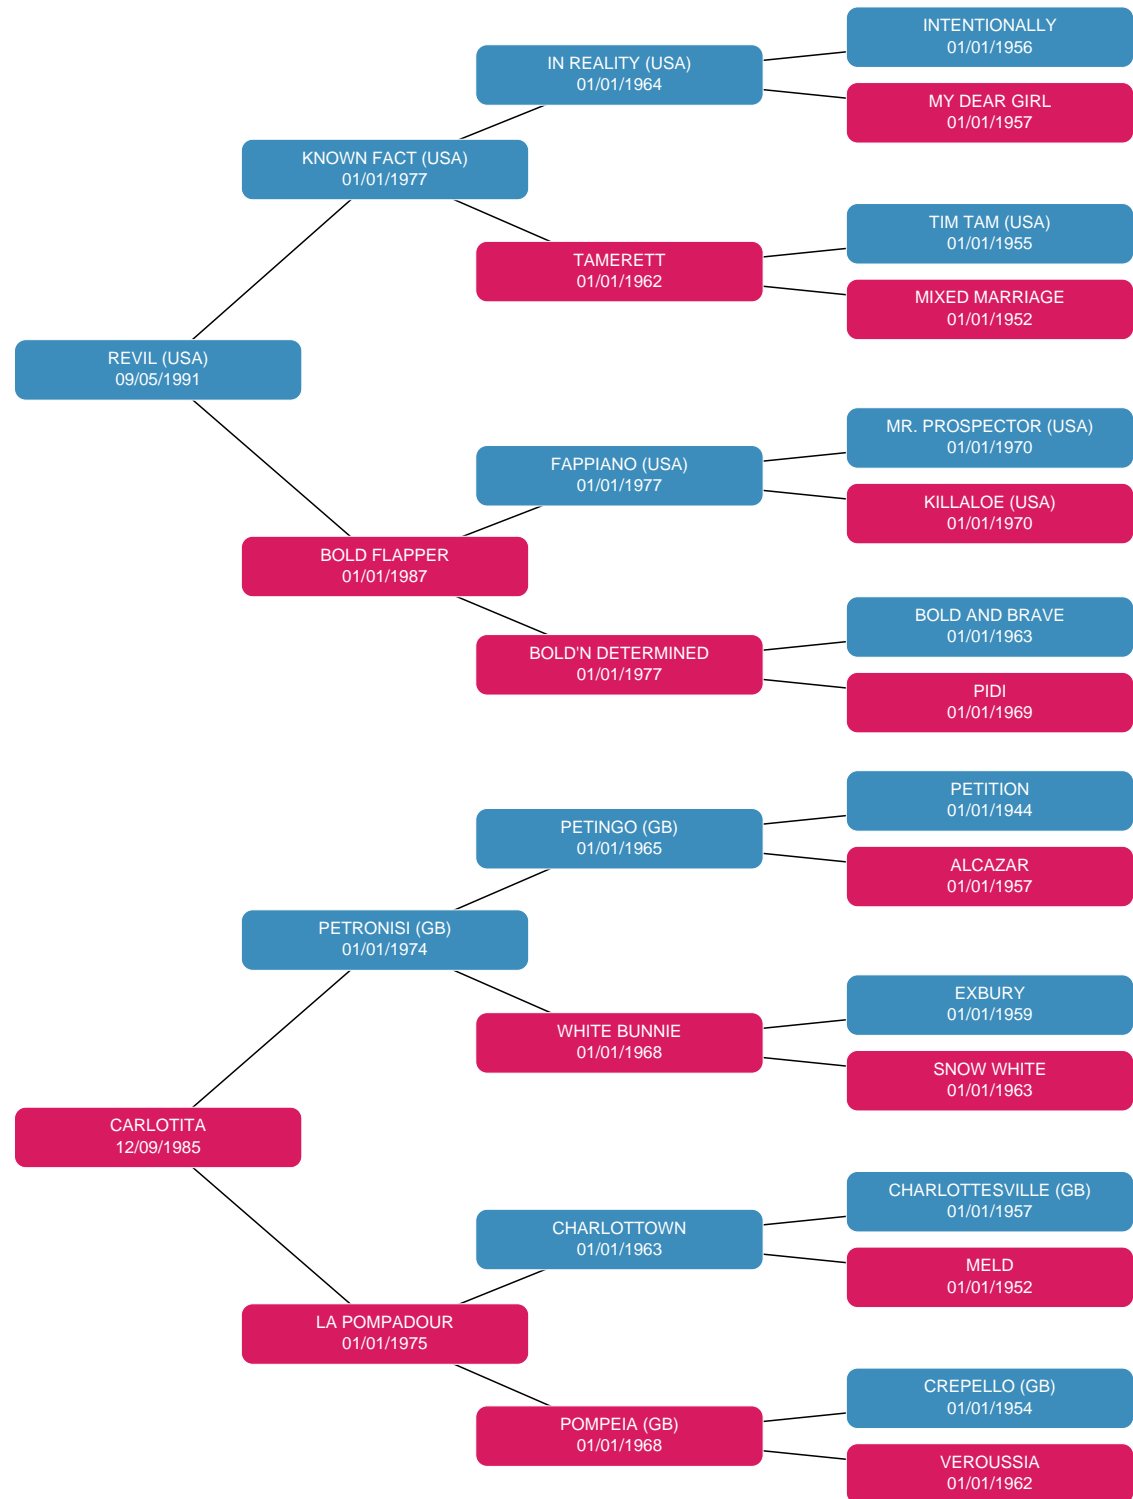 INTENTIONALLY
01/01/1956
IN REALITY (USA)
01/01/1964
MY DEAR GIRL
01/01/1957
KNOWN FACT (USA)
01/01/1977
TIM TAM (USA)
01/01/1955
TAMERETT
01/01/1962
MIXED MARRIAGE
01/01/1952
REVIL (USA)
09/05/1991
MR. PROSPECTOR (USA)
01/01/1970
FAPPIANO (USA)
01/01/1977
KILLALOE (USA)
01/01/1970
BOLD FLAPPER
01/01/1987
BOLD AND BRAVE
01/01/1963
BOLD'N DETERMINED
01/01/1977
PIDI
01/01/1969
PETITION
01/01/1944
PETINGO (GB)
01/01/1965
ALCAZAR
01/01/1957
PETRONISI (GB)
01/01/1974
EXBURY
01/01/1959
WHITE BUNNIE
01/01/1968
SNOW WHITE
01/01/1963
CARLOTITA
12/09/1985
CHARLOTTESVILLE (GB)
01/01/1957
CHARLOTTOWN
01/01/1963
MELD
01/01/1952
LA POMPADOUR
01/01/1975
CREPELLO (GB)
01/01/1954
POMPEIA (GB)
01/01/1968
VEROUSSIA
01/01/1962